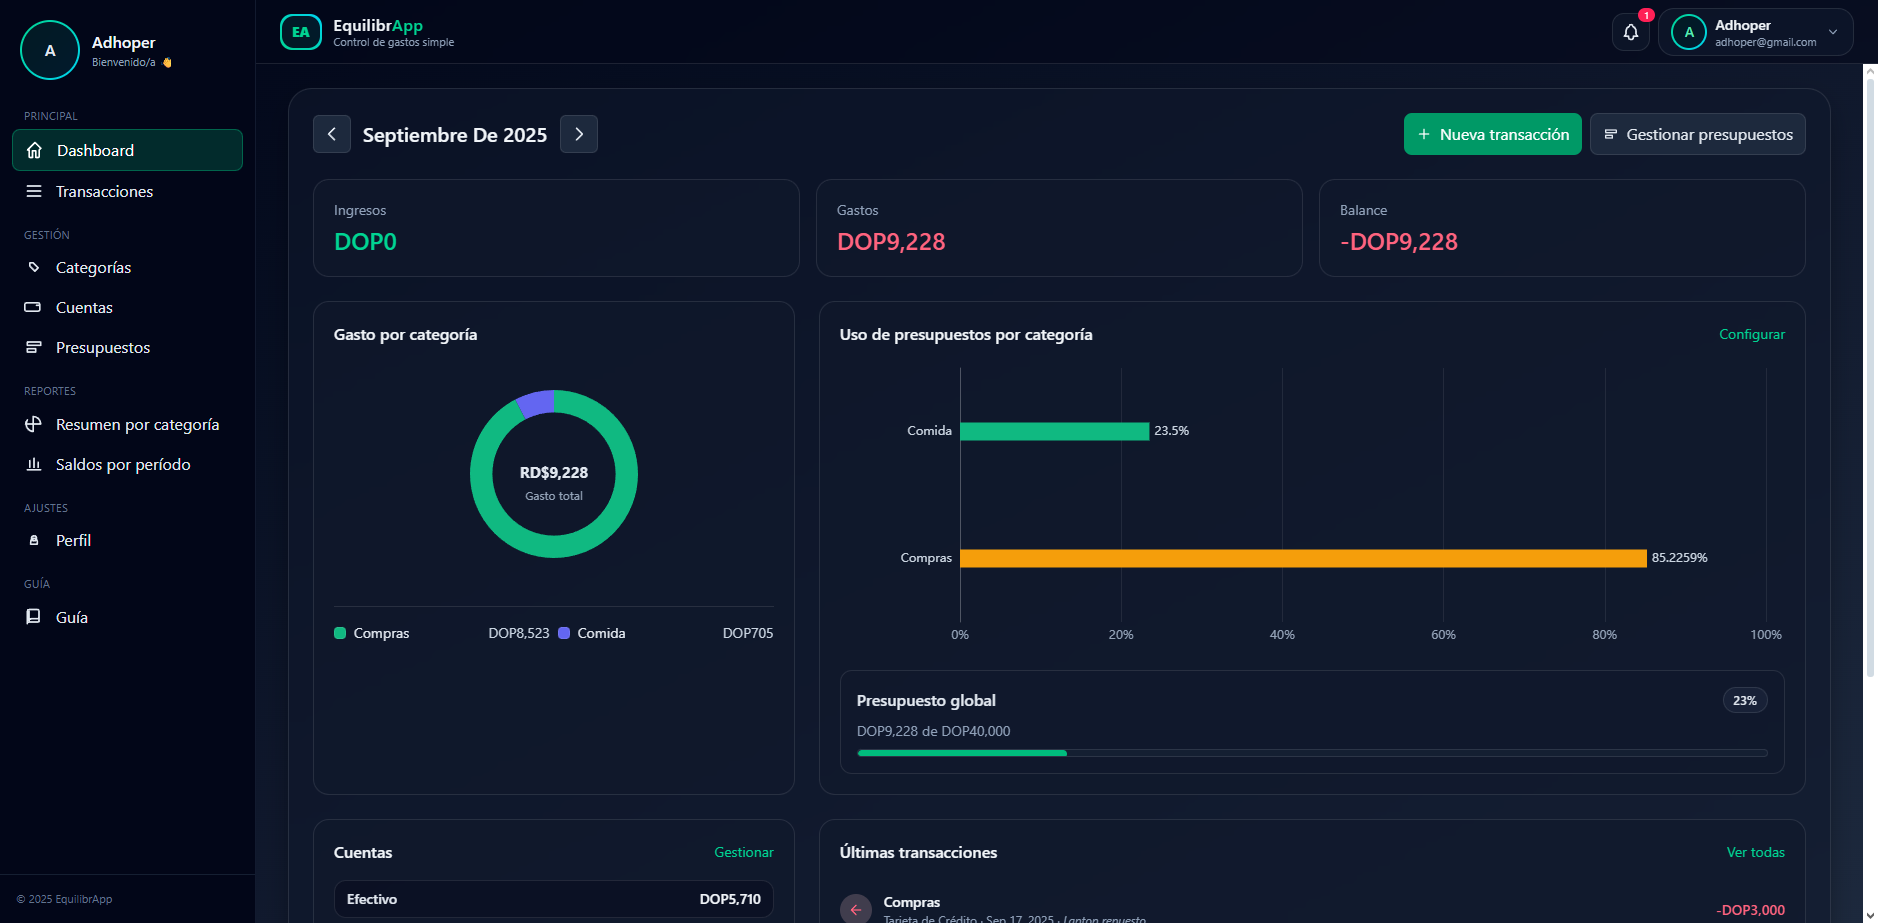 A
Adhoper
Bienvenido/a 👋
PRINCIPAL
Dashboard
Transacciones
GESTIÓN
Categorías
Cuentas
Presupuestos
REPORTES
Resumen por categoría
Saldos por período
AJUSTES
Perfil
GUÍA
Guía
© 2025 EquilibrApp
EA
EquilibrApp
Control de gastos simple
1
A
Adhoper
adhoper@gmail.com
Septiembre De 2025
+ Nueva transacción
Gestionar presupuestos
Ingresos
DOP0
Gastos
DOP9,228
Balance
-DOP9,228
Gasto por categoría
RD$9,228
Gasto total
Compras DOP8,523 Comida DOP705
Uso de presupuestos por categoría
Configurar
Comida 23.5%
Compras 85.2259%
0% 20% 40% 60% 80% 100%
Presupuesto global
23%
DOP9,228 de DOP40,000
Cuentas
Gestionar
Efectivo DOP5,710
Últimas transacciones
Ver todas
Compras
Tarjeta de Crédito · Sep 17, 2025 · Laptop repuesto
-DOP3,000